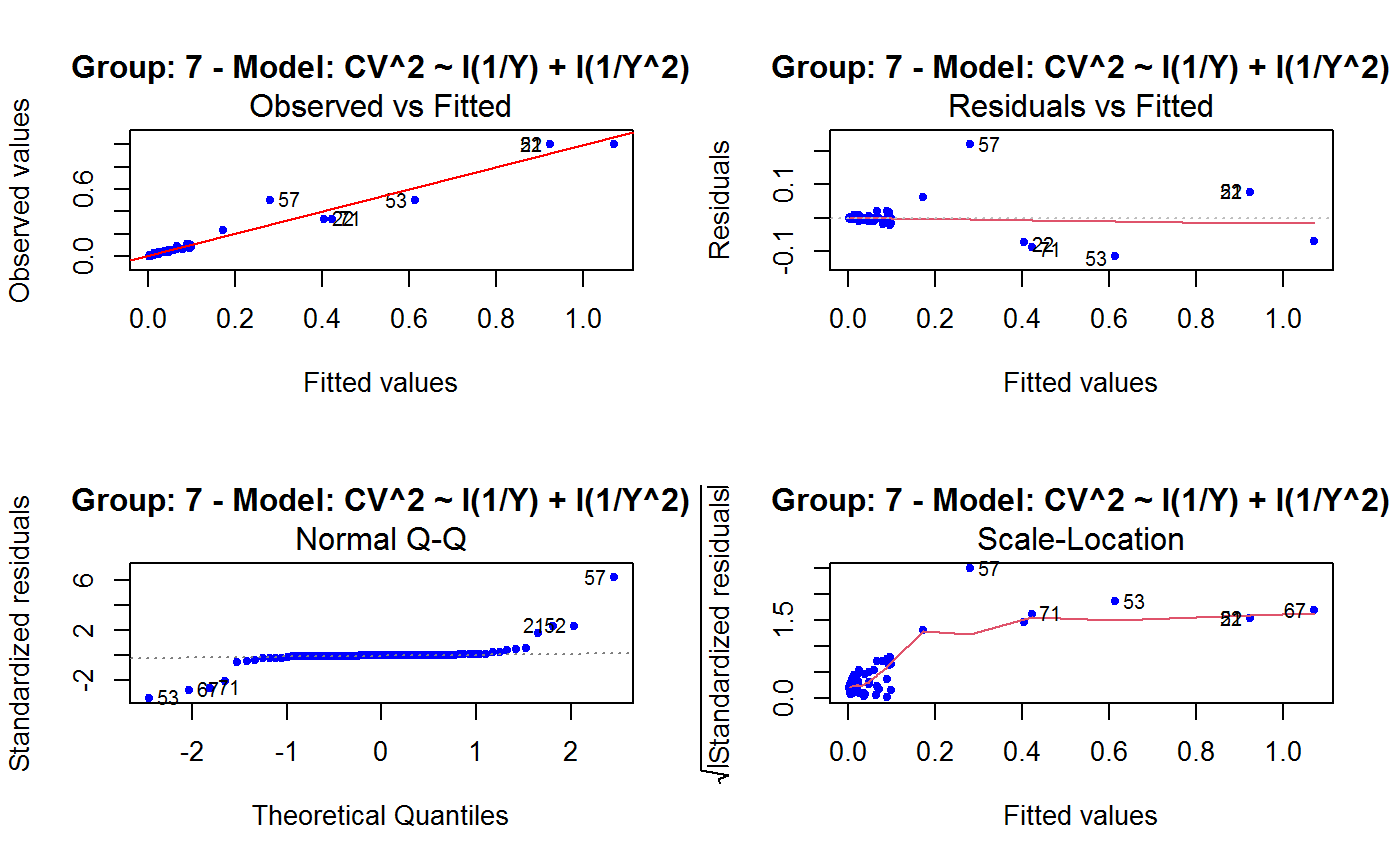 Group: 7 - Model: CV^2 ~ I(1/Y) + I(1/Y^2)
Observed vs Fitted
Observed values
0.6
0.0
57
53
71
0.0 0.2 0.4 0.6 0.8 1.0
Fitted values
Group: 7 - Model: CV^2 ~ I(1/Y) + I(1/Y^2)
Residuals vs Fitted
Residuals
0.1
-0.1
57
22
71
53
0.0 0.2 0.4 0.6 0.8 1.0
Fitted values
Group: 7 - Model: CV^2 ~ I(1/Y) + I(1/Y^2)
Normal Q-Q
Standardized residuals
6
2
-2
57
21 52
53
67
71
-2 -1 0 1 2
Theoretical Quantiles
Group: 7 - Model: CV^2 ~ I(1/Y) + I(1/Y^2)
Scale-Location
√|Standardized residuals|
1.5
0.0
57
71
53
67
0.0 0.2 0.4 0.6 0.8 1.0
Fitted values